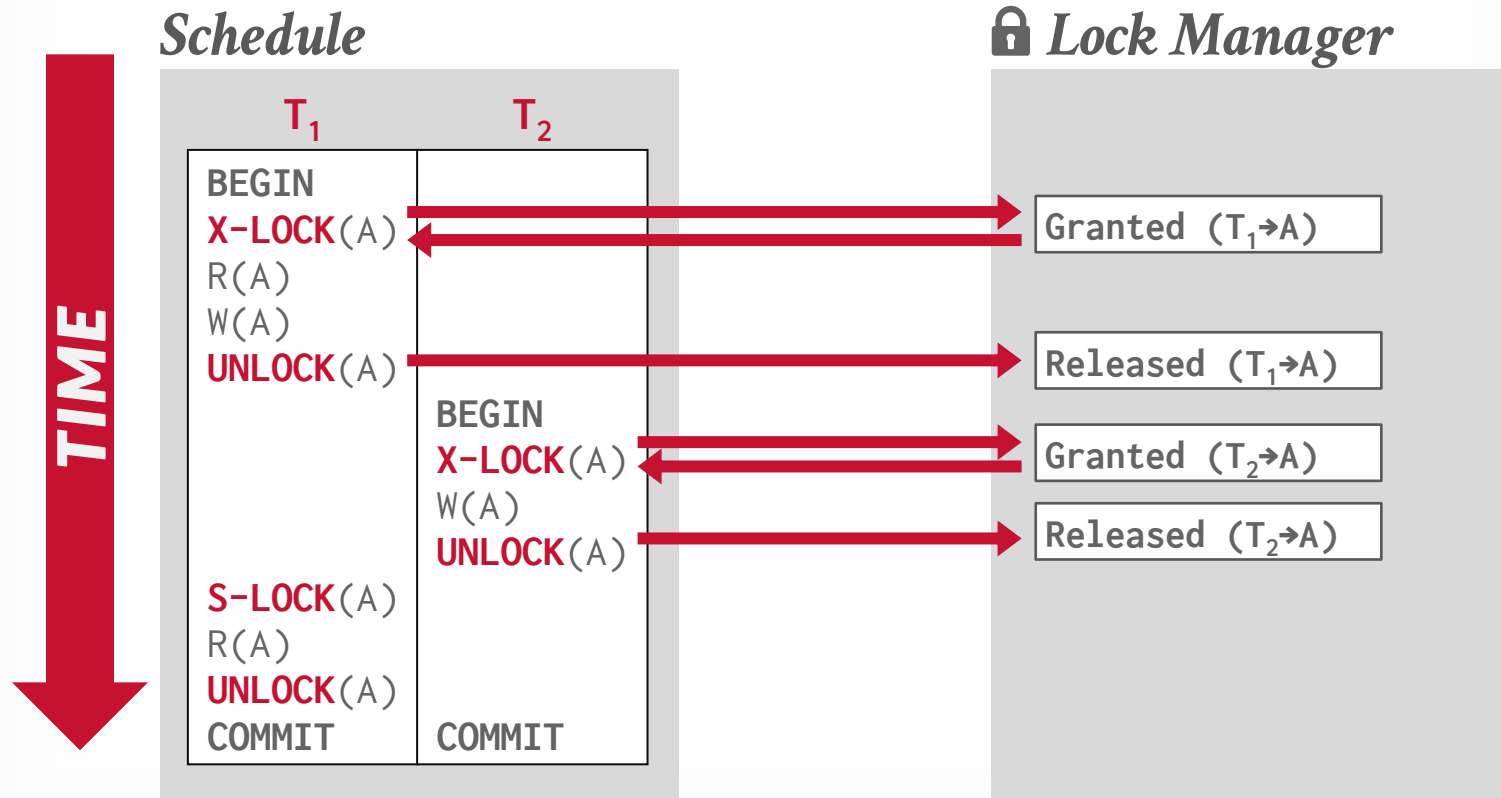 Schedule
Lock Manager
TIME
T₁ T₂
BEGIN
X-LOCK(A)
Granted (T₁→A)
R(A)
W(A)
UNLOCK(A)
Released (T₁→A)
BEGIN
X-LOCK(A)
Granted (T₂→A)
W(A)
UNLOCK(A)
Released (T₂→A)
S-LOCK(A)
R(A)
UNLOCK(A)
COMMIT COMMIT